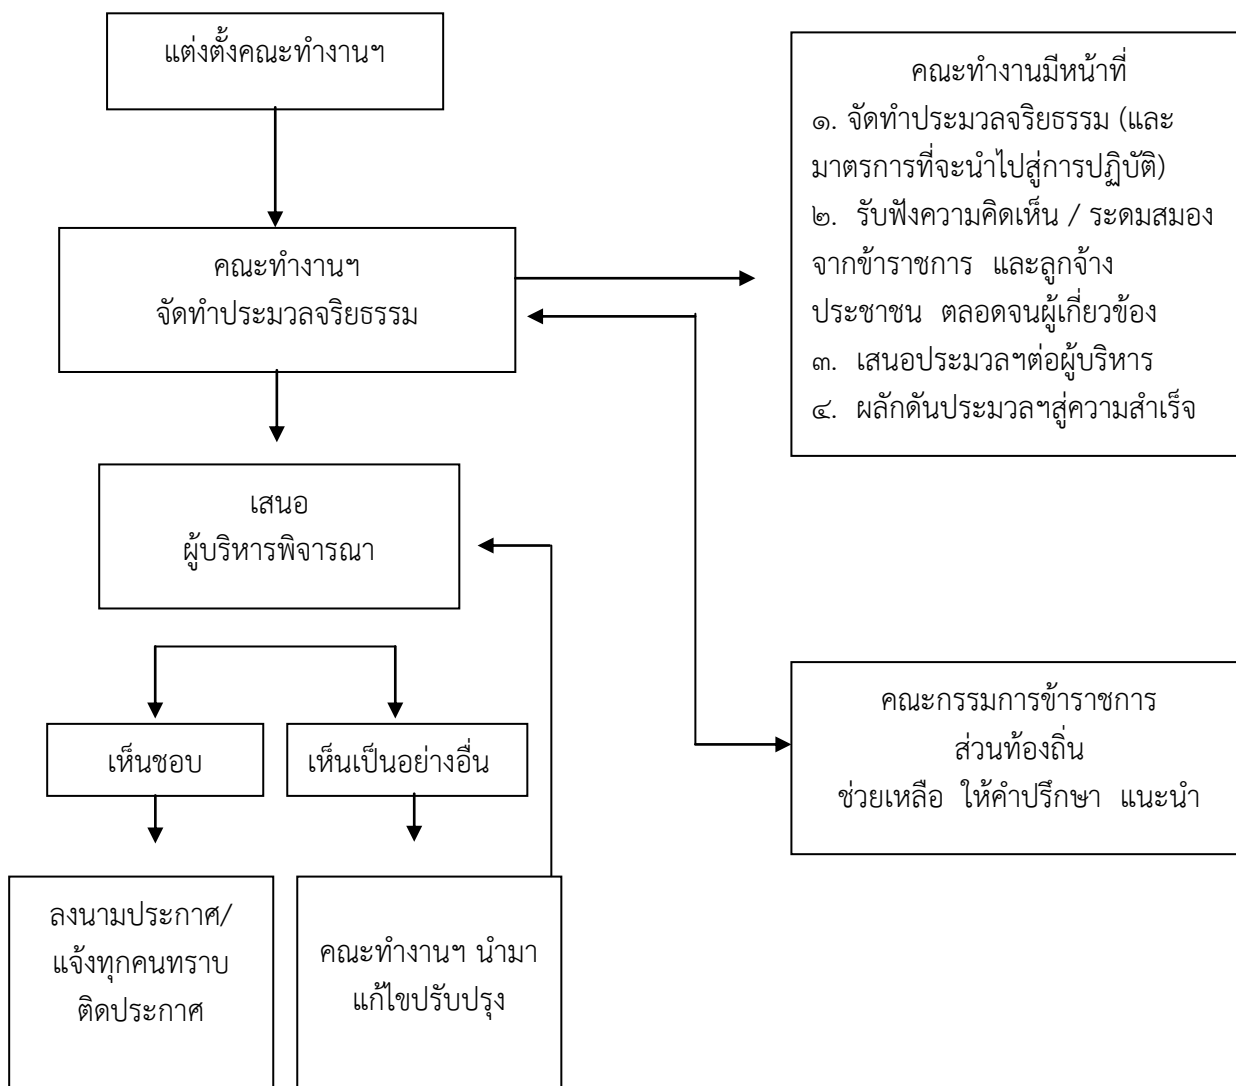 แต่งตั้งคณะทำงานฯ
คณะทำงานมีหน้าที่
๑. จัดทำประมวลจริยธรรม (และ
มาตรการที่จะนำไปสู่การปฏิบัติ)
๒. รับฟังความคิดเห็น / ระดมสมอง
จากข้าราชการ และลูกจ้าง
ประชาชน ตลอดจนผู้เกี่ยวข้อง
๓. เสนอประมวลฯต่อผู้บริหาร
๔. ผลักดันประมวลฯสู่ความสำเร็จ
คณะทำงานฯ
จัดทำประมวลจริยธรรม
เสนอ
ผู้บริหารพิจารณา
คณะกรรมการข้าราชการ
ส่วนท้องถิ่น
ช่วยเหลือ ให้คำปรึกษา แนะนำ
เห็นชอบ
เห็นเป็นอย่างอื่น
ลงนามประกาศ/
แจ้งทุกคนทราบ
ติดประกาศ
คณะทำงานฯ นำมา
แก้ไขปรับปรุง